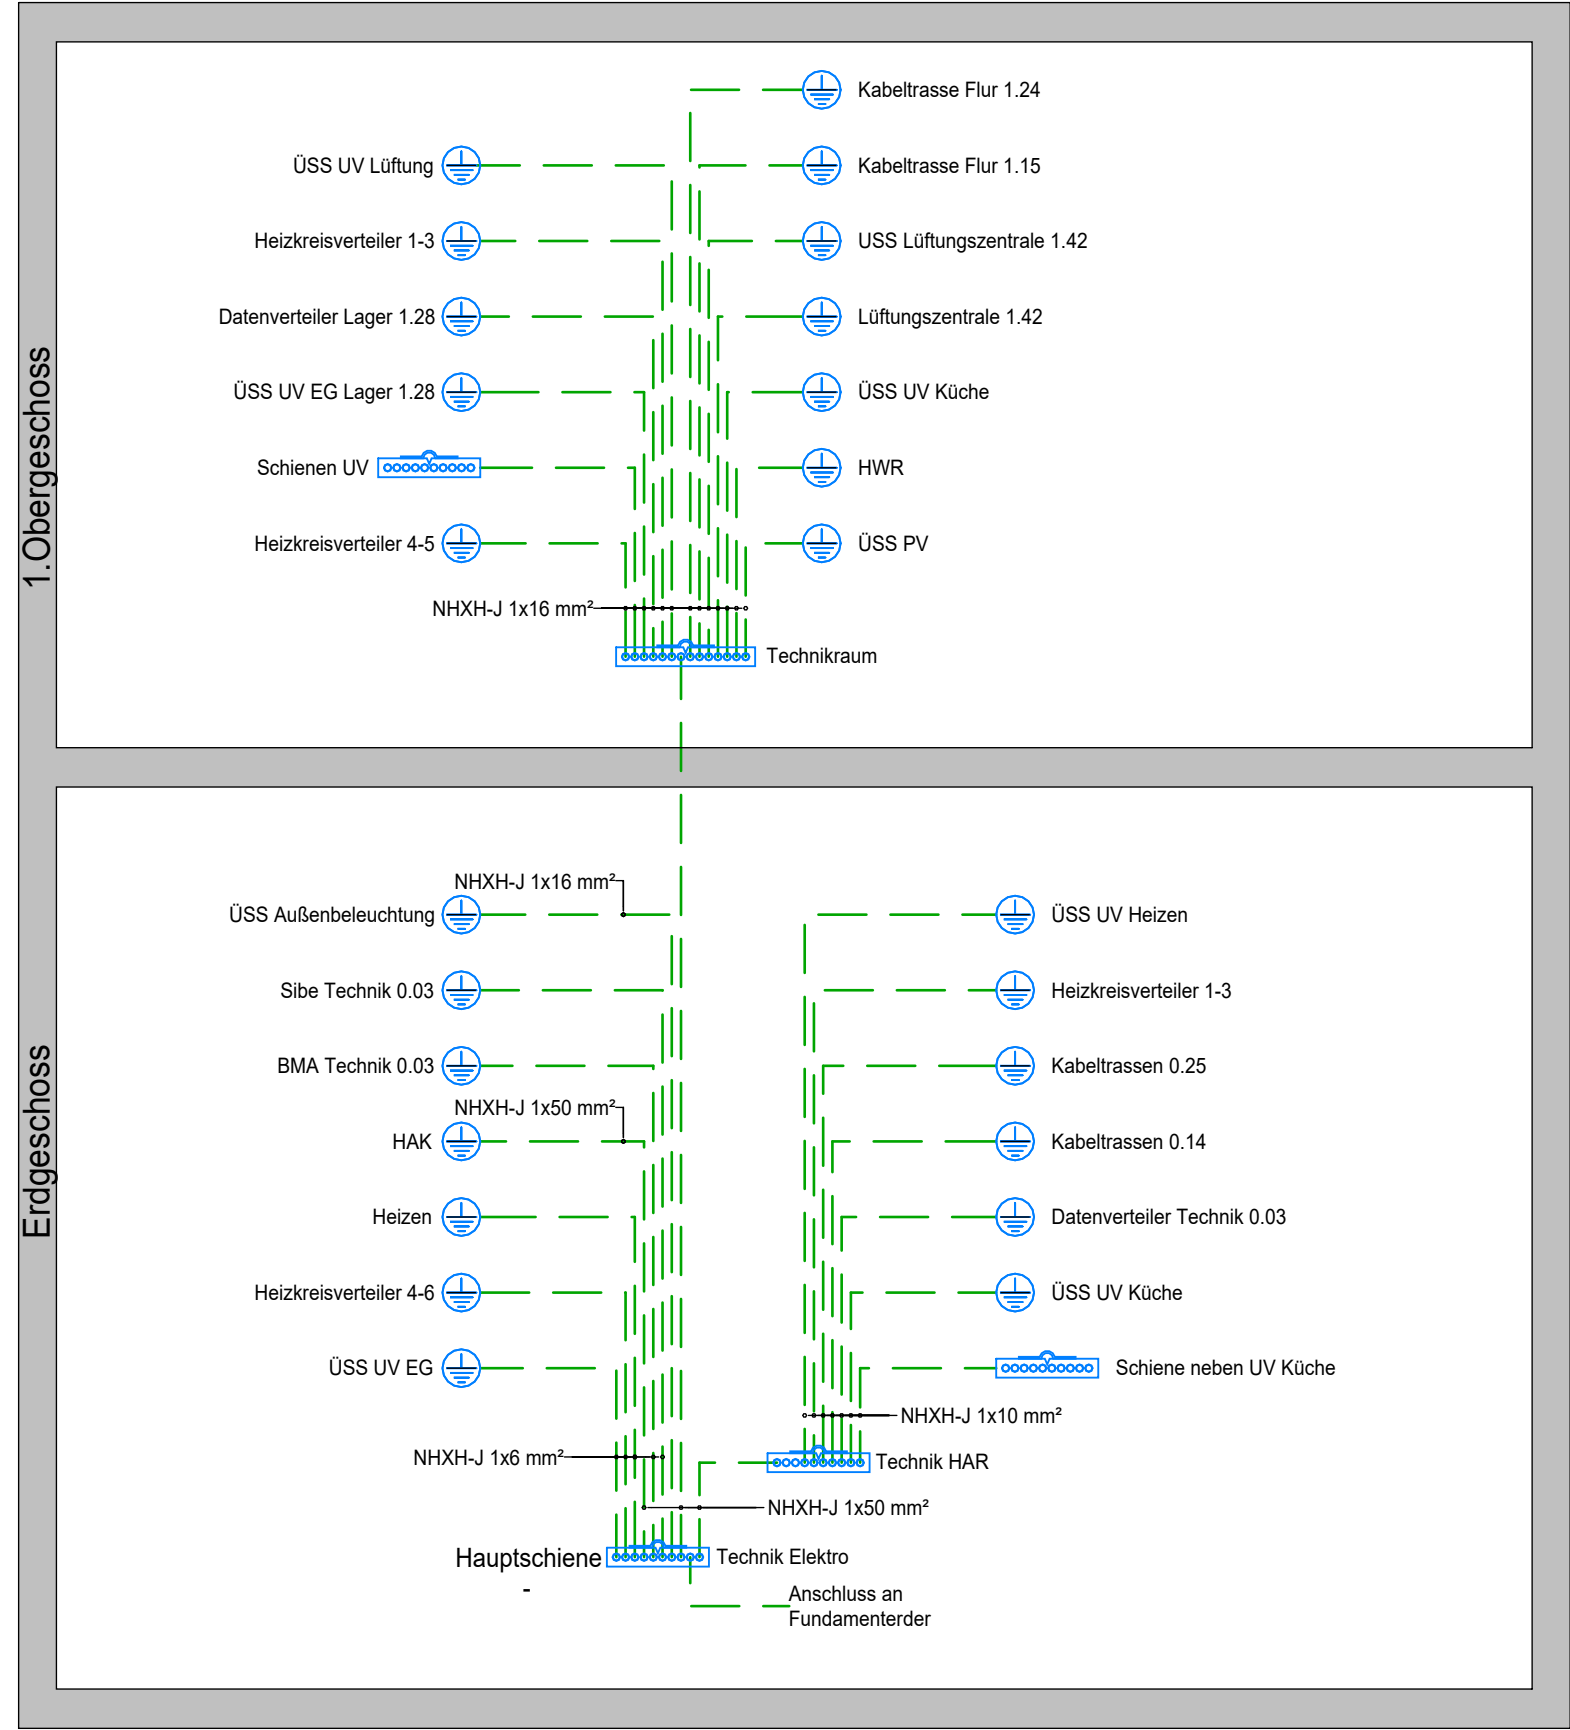 1.Obergeschoss
Kabeltrasse Flur 1.24
ÜSS UV Lüftung
Kabeltrasse Flur 1.15
Heizkreisverteiler 1-3
USS Lüftungszentrale 1.42
Datenverteiler Lager 1.28
Lüftungszentrale 1.42
ÜSS UV EG Lager 1.28
ÜSS UV Küche
Schienen UV
HWR
Heizkreisverteiler 4-5
ÜSS PV
NHXH-J 1x16 mm²
Technikraum
Erdgeschoss
NHXH-J 1x16 mm²
ÜSS Außenbeleuchtung
ÜSS UV Heizen
Sibe Technik 0.03
Heizkreisverteiler 1-3
BMA Technik 0.03
Kabeltrassen 0.25
NHXH-J 1x50 mm²
HAK
Kabeltrassen 0.14
Heizen
Datenverteiler Technik 0.03
Heizkreisverteiler 4-6
ÜSS UV Küche
ÜSS UV EG
Schiene neben UV Küche
NHXH-J 1x10 mm²
NHXH-J 1x6 mm²
Technik HAR
NHXH-J 1x50 mm²
Hauptschiene
-
Technik Elektro
Anschluss an
Fundamenterder